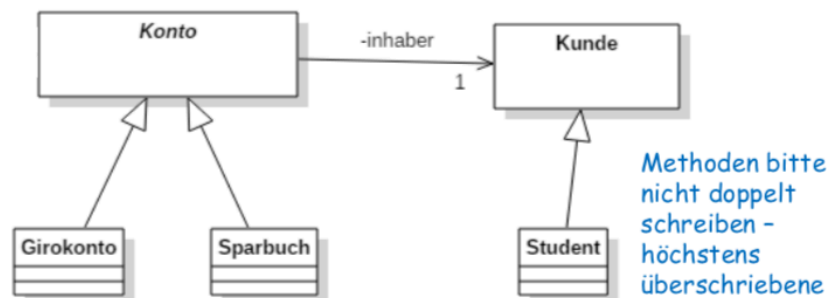 Konto
-inhaber
1
Kunde
Girokonto
Sparbuch
Student
Methoden bitte
nicht doppelt
schreiben –
höchstens
überschriebene